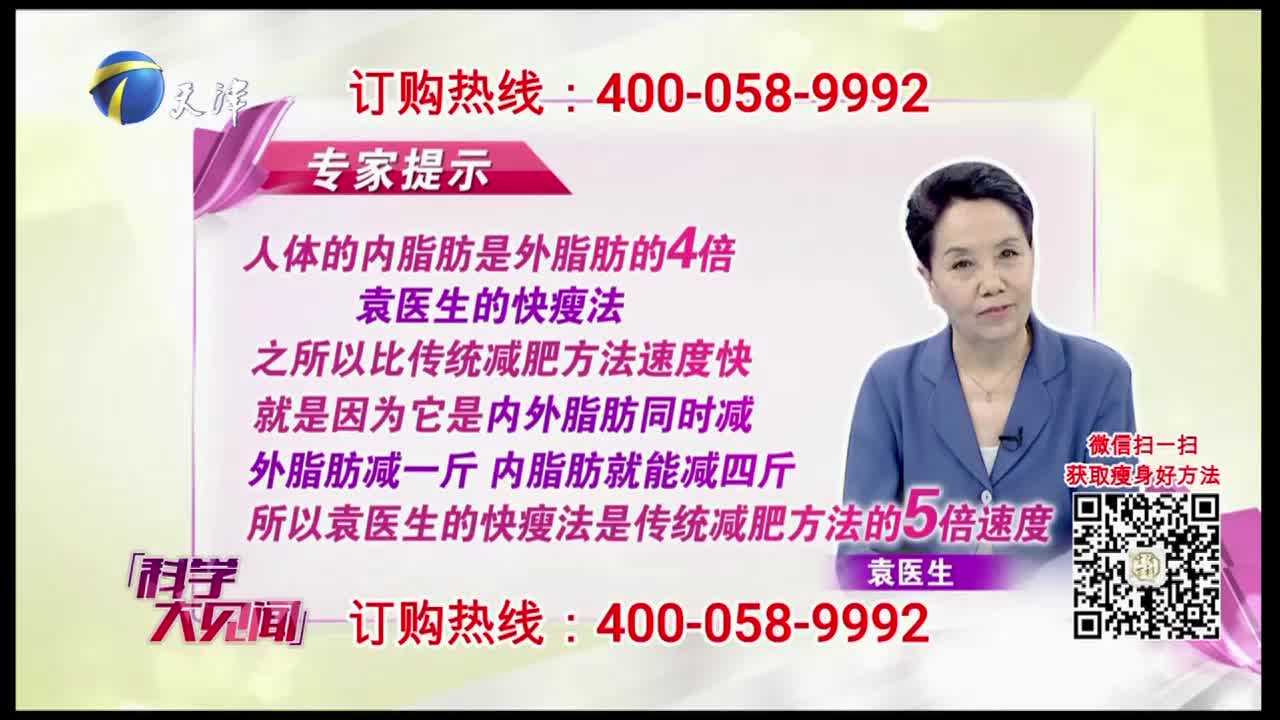 天津
订购热线：400-058-9992
专家提示
人体的内脂肪是外脂肪的4倍
袁医生的快瘦法
之所以比传统减肥方法速度快
就是因为它是内外脂肪同时减
外脂肪减一斤 内脂肪就能减四斤
所以袁医生的快瘦法是传统减肥方法的5倍速度
微信扫一扫
获取瘦身好方法
袁医生
「科学
大见闻」
订购热线：400-058-9992